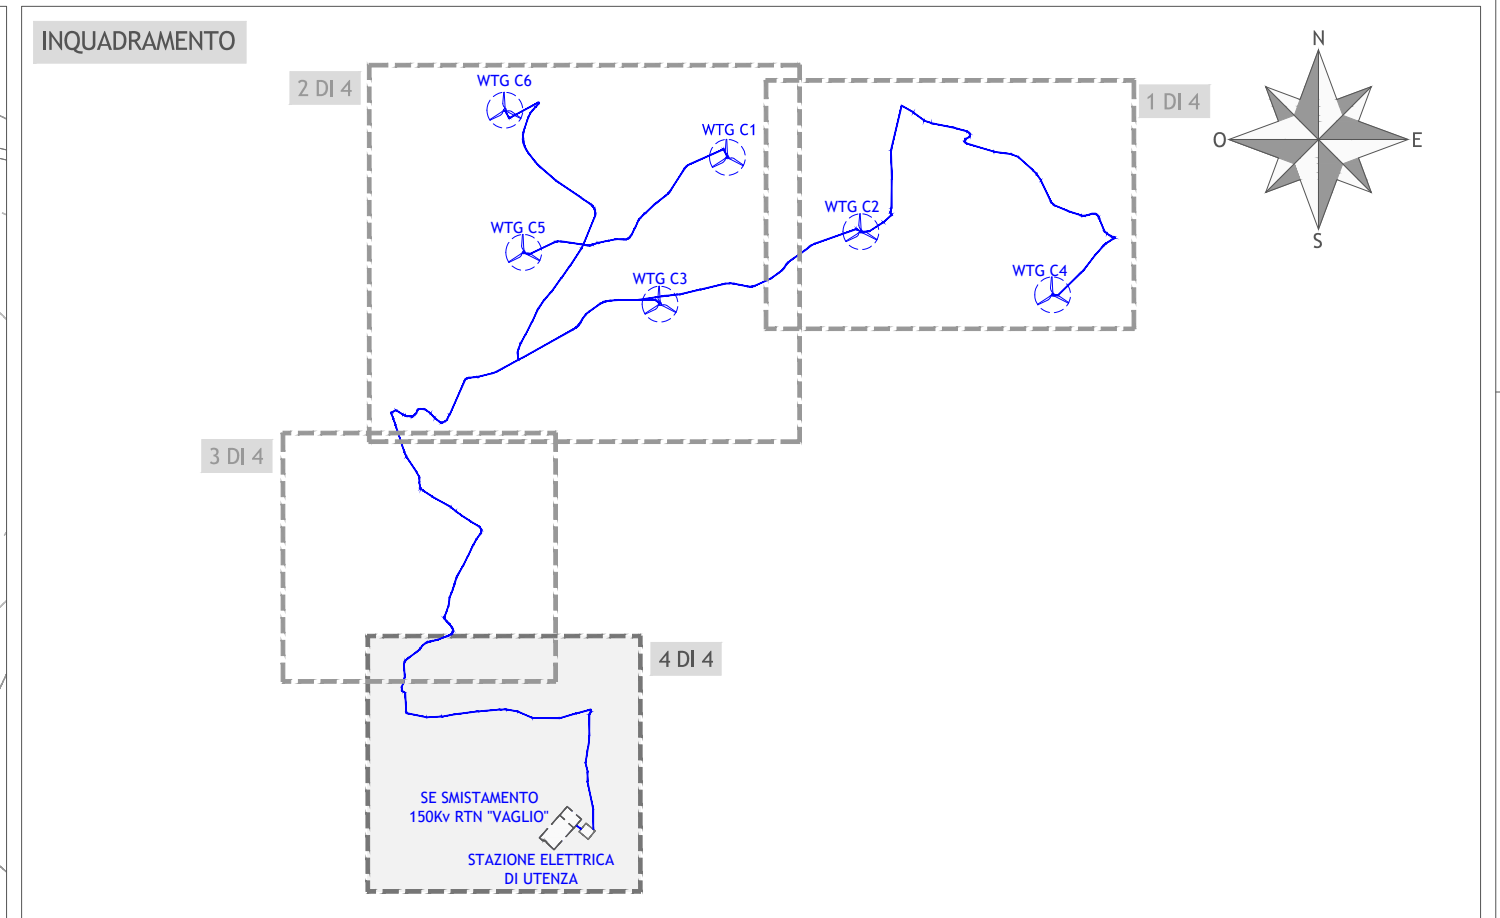 INQUADRAMENTO
N
O
E
S
2 DI 4
1 DI 4
WTG C6
WTG C1
WTG C2
WTG C5
WTG C3
WTG C4
3 DI 4
4 DI 4
SE SMISTAMENTO
150Kv RTN "VAGLIO"
STAZIONE ELETTRICA
DI UTENZA